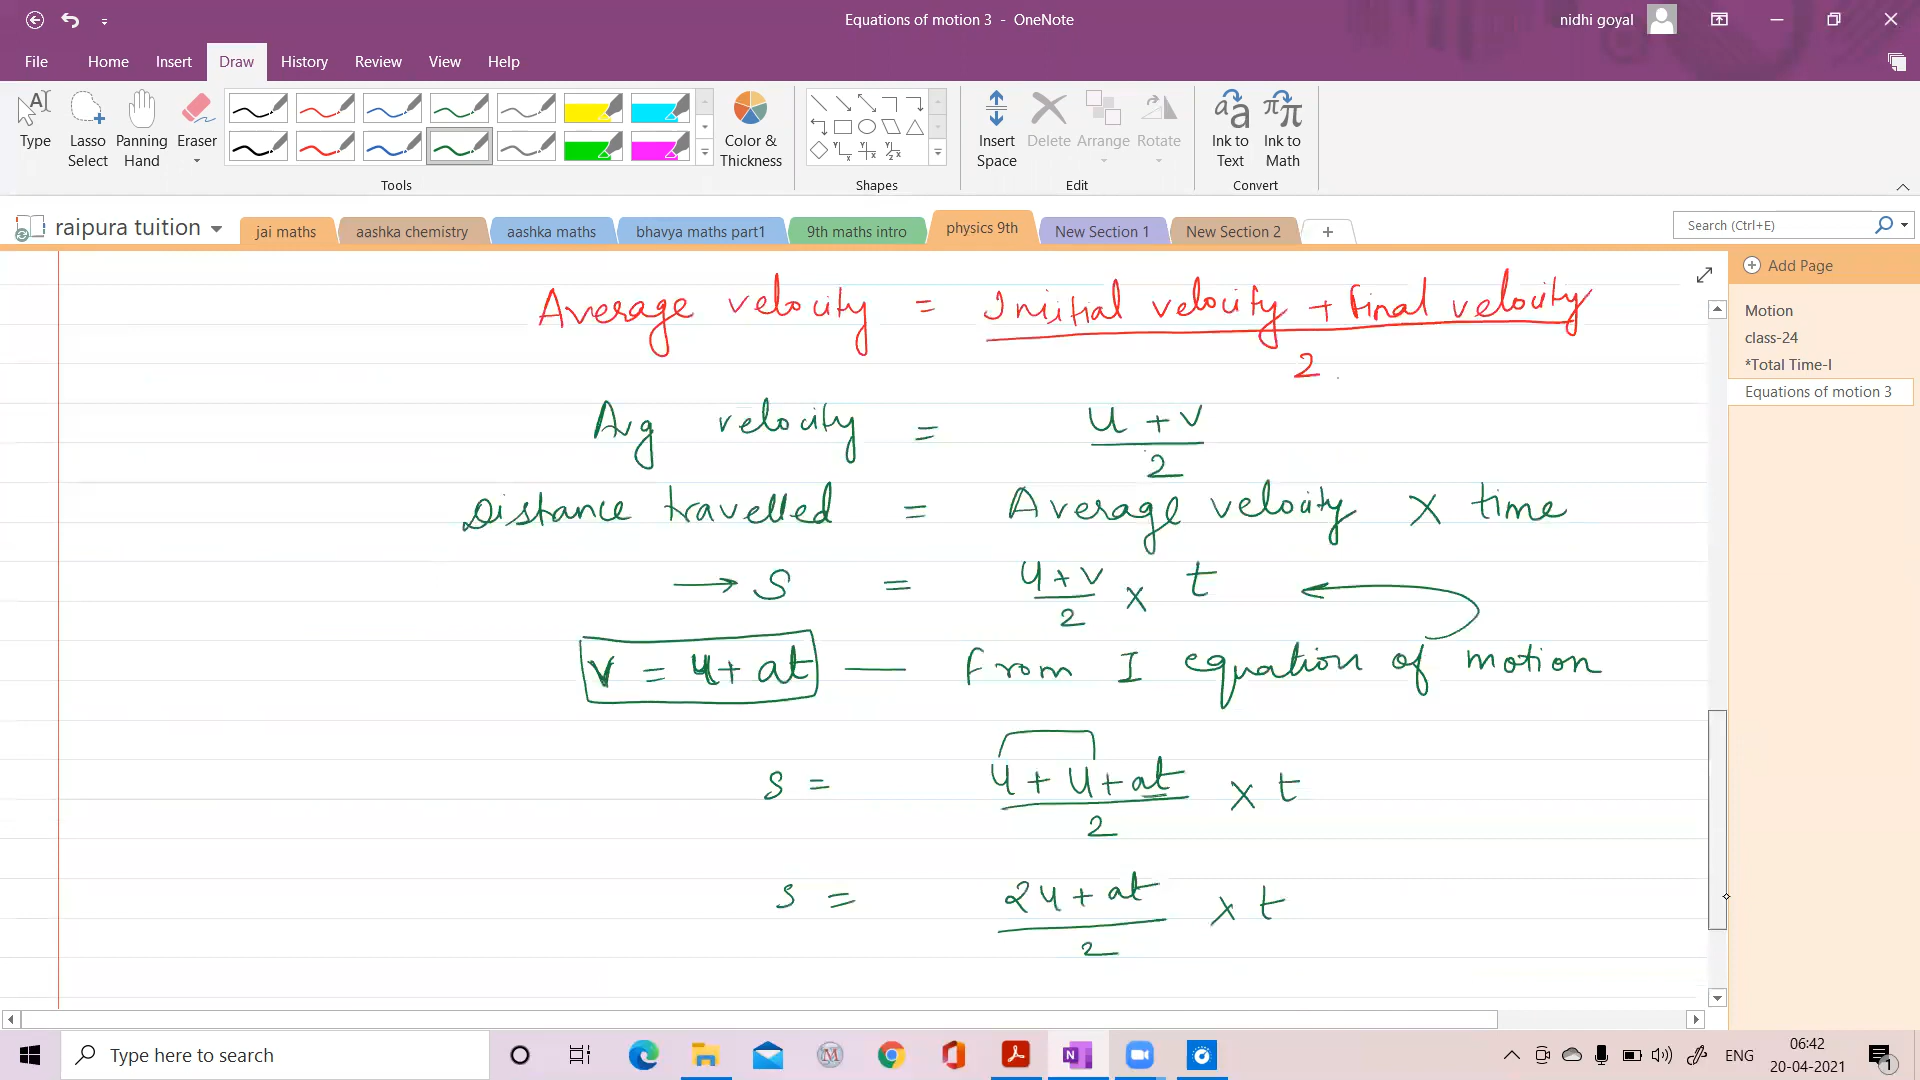 Equations of motion 3 - OneNote
nidhi goyal
File Home Insert Draw History Review View Help
Type
Lasso Select
Panning Hand
Eraser
Color & Thickness
Insert Space
Delete
Arrange
Rotate
Ink to Text
Ink to Math
Tools
Shapes
Edit
Convert
raipura tuition
jai maths
aashka chemistry
aashka maths
bhavya maths part1
9th maths intro
physics 9th
New Section 1
New Section 2
Search (Ctrl+E)
Add Page
Motion
class-24
*Total Time-I
Equations of motion 3
Average velocity = Initial velocity + Final velocity
2
Avg velocity = u + v
2
Distance travelled = Average velocity X time
→ S = u + v / 2 × t
v = u + at — From I equation of motion
s = u + u + at / 2 × t
s = 2u + at / 2 × t
Type here to search
ENG
06:42
20-04-2021
1